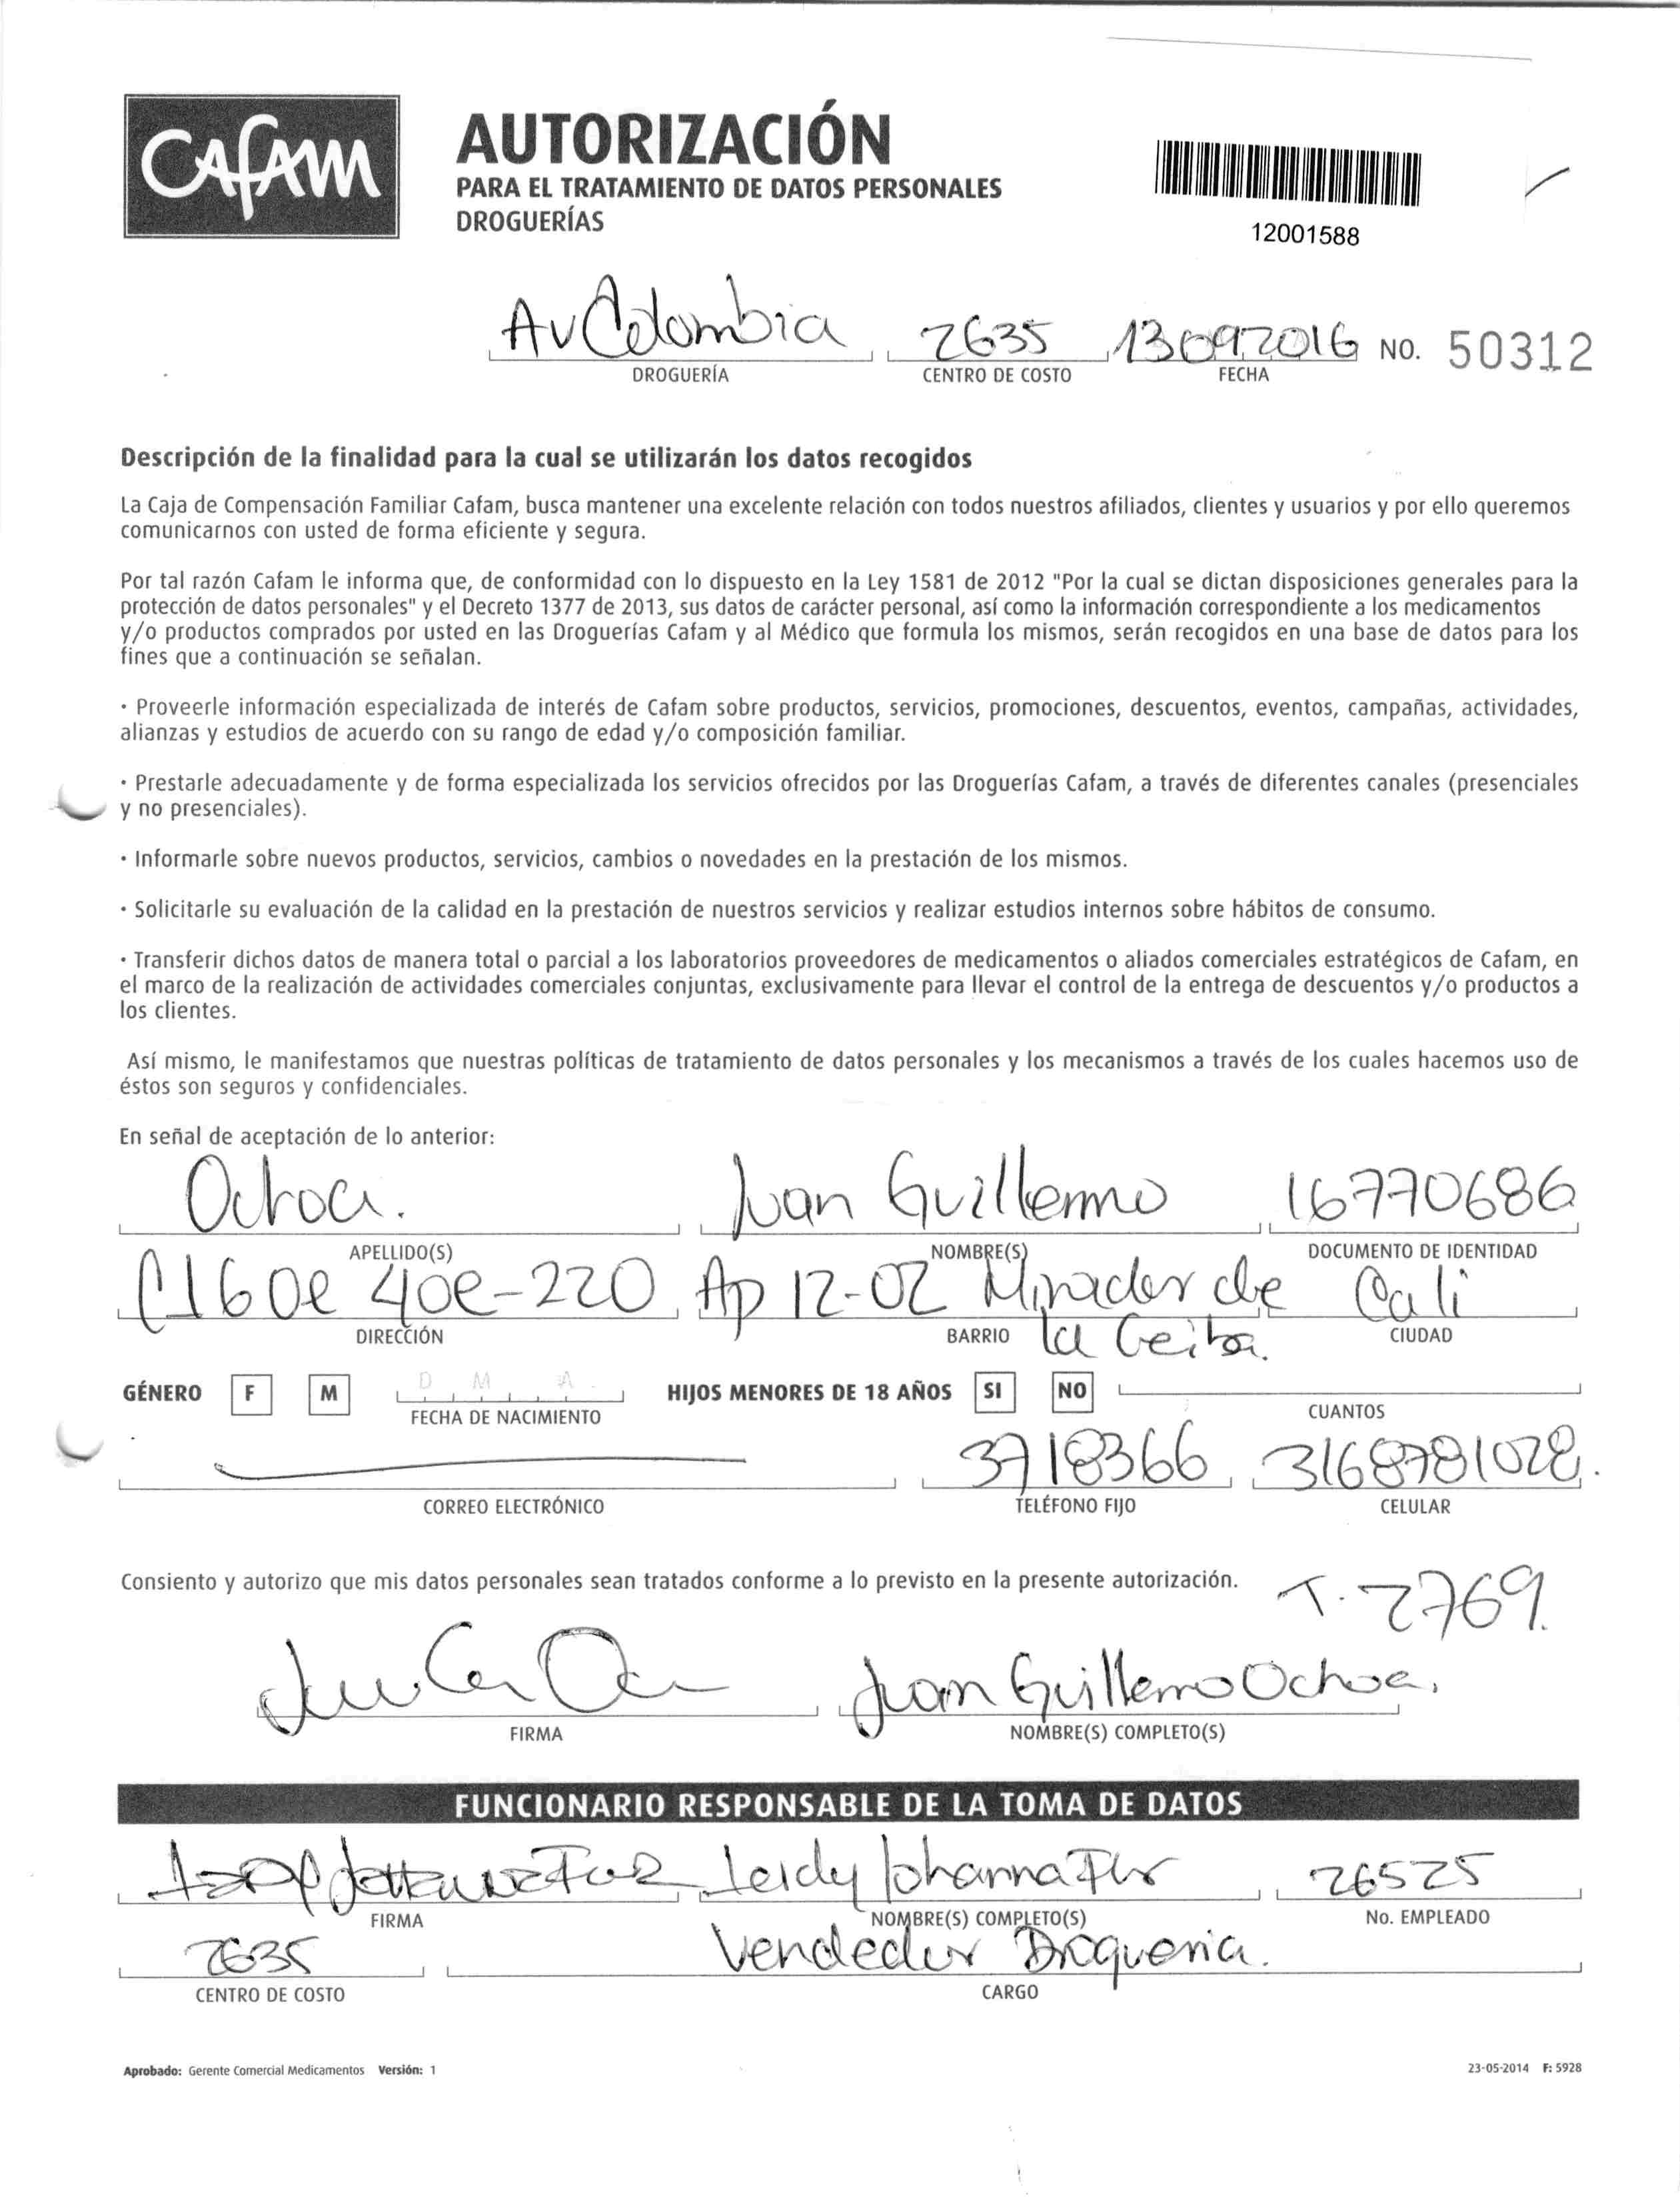 Cafam
AUTORIZACIÓN
PARA EL TRATAMIENTO DE DATOS PERSONALES
DROGUERÍAS
12001588
Av Colombia 2635 13092016 NO. 50312
DROGUERÍA CENTRO DE COSTO FECHA
Descripción de la finalidad para la cual se utilizarán los datos recogidos
La Caja de Compensación Familiar Cafam, busca mantener una excelente relación con todos nuestros afiliados, clientes y usuarios y por ello queremos
comunicarnos con usted de forma eficiente y segura.
Por tal razón Cafam le informa que, de conformidad con lo dispuesto en la Ley 1581 de 2012 "Por la cual se dictan disposiciones generales para la
protección de datos personales" y el Decreto 1377 de 2013, sus datos de carácter personal, así como la información correspondiente a los medicamentos
y/o productos comprados por usted en las Droguerías Cafam y al Médico que formula los mismos, serán recogidos en una base de datos para los
fines que a continuación se señalan.
· Proveerle información especializada de interés de Cafam sobre productos, servicios, promociones, descuentos, eventos, campañas, actividades,
alianzas y estudios de acuerdo con su rango de edad y/o composición familiar.
· Prestarle adecuadamente y de forma especializada los servicios ofrecidos por las Droguerías Cafam, a través de diferentes canales (presenciales
y no presenciales).
· Informarle sobre nuevos productos, servicios, cambios o novedades en la prestación de los mismos.
· Solicitarle su evaluación de la calidad en la prestación de nuestros servicios y realizar estudios internos sobre hábitos de consumo.
· Transferir dichos datos de manera total o parcial a los laboratorios proveedores de medicamentos o aliados comerciales estratégicos de Cafam, en
el marco de la realización de actividades comerciales conjuntas, exclusivamente para llevar el control de la entrega de descuentos y/o productos a
los clientes.
Así mismo, le manifestamos que nuestras políticas de tratamiento de datos personales y los mecanismos a través de los cuales hacemos uso de
éstos son seguros y confidenciales.
En señal de aceptación de lo anterior:
Ochoa. Juan Guillermo 16770686
APELLIDO(S) NOMBRE(S) DOCUMENTO DE IDENTIDAD
Cl 6 Oe 40e-220 Ap 12-02 Mirador de Cali
DIRECCIÓN BARRIO la Ceiba. CIUDAD
GÉNERO F M D M A HIJOS MENORES DE 18 AÑOS SI NO
FECHA DE NACIMIENTO CUANTOS
3718366 3168781028.
CORREO ELECTRÓNICO TELÉFONO FIJO CELULAR
Consiento y autorizo que mis datos personales sean tratados conforme a lo previsto en la presente autorización.
T. 2769.
Juan Guillermo Ochoa.
FIRMA NOMBRE(S) COMPLETO(S)
FUNCIONARIO RESPONSABLE DE LA TOMA DE DATOS
Leidy Johanna 26525
FIRMA NOMBRE(S) COMPLETO(S) No. EMPLEADO
2635 Vendedor Drogueria.
CENTRO DE COSTO CARGO
Aprobado: Gerente Comercial Medicamentos Versión: 1 23-05-2014 F: 5928